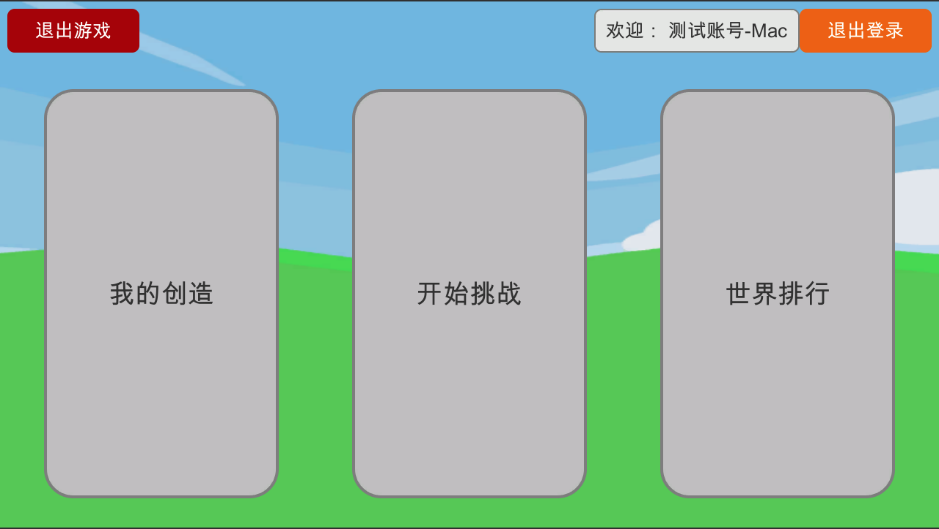 退出游戏
欢迎： 测试账号-Mac
退出登录
我的创造
开始挑战
世界排行